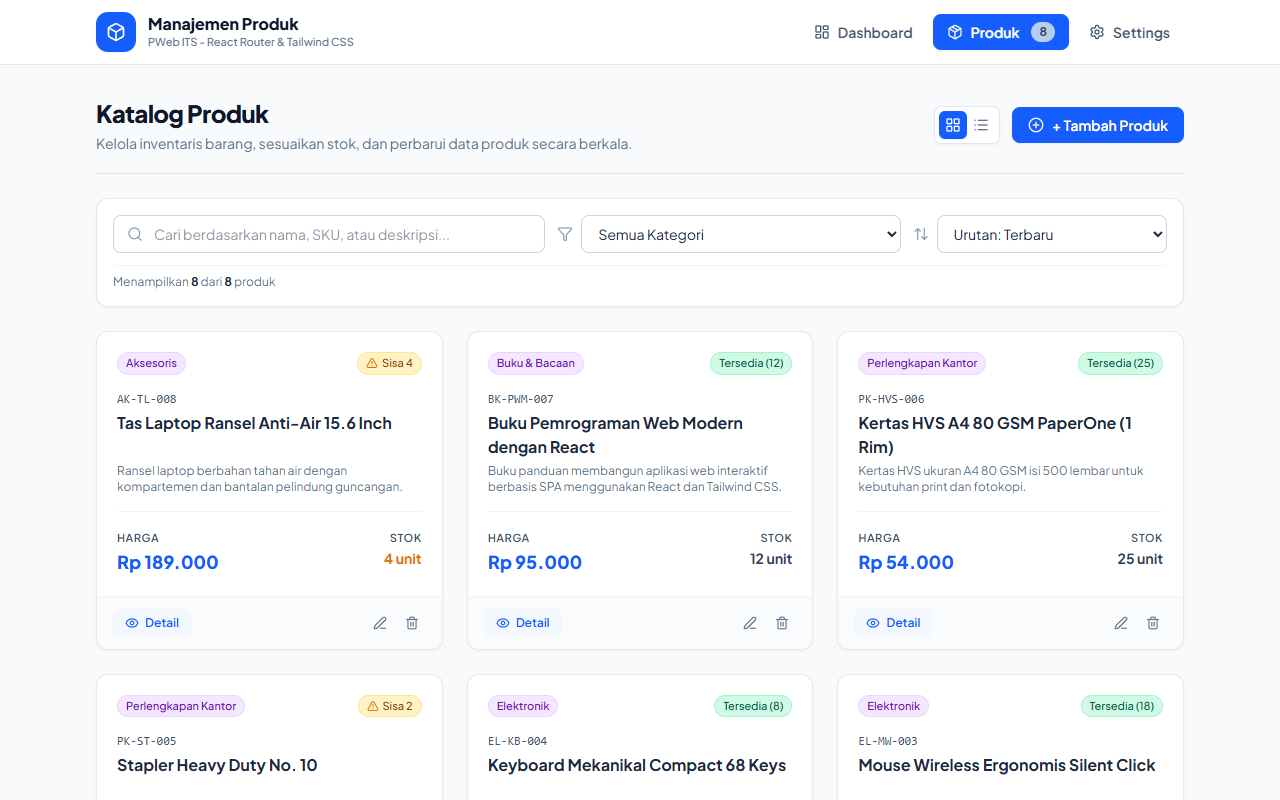 Manajemen Produk
PWeb ITS - React Router & Tailwind CSS
Dashboard
Produk 8
Settings
Katalog Produk
Kelola inventaris barang, sesuaikan stok, dan perbarui data produk secara berkala.
+ Tambah Produk
Cari berdasarkan nama, SKU, atau deskripsi...
Semua Kategori
Urutan: Terbaru
Menampilkan 8 dari 8 produk
Aksesoris
Sisa 4
AK-TL-008
Tas Laptop Ransel Anti-Air 15.6 Inch
Ransel laptop berbahan tahan air dengan
kompartemen dan bantalan pelindung guncangan.
HARGA
STOK
Rp 189.000
4 unit
Detail
Buku & Bacaan
Tersedia (12)
BK-PWM-007
Buku Pemrograman Web Modern
dengan React
Buku panduan membangun aplikasi web interaktif
berbasis SPA menggunakan React dan Tailwind CSS.
HARGA
STOK
Rp 95.000
12 unit
Detail
Perlengkapan Kantor
Tersedia (25)
PK-HVS-006
Kertas HVS A4 80 GSM PaperOne (1
Rim)
Kertas HVS ukuran A4 80 GSM isi 500 lembar untuk
kebutuhan print dan fotokopi.
HARGA
STOK
Rp 54.000
25 unit
Detail
Perlengkapan Kantor
Sisa 2
PK-ST-005
Stapler Heavy Duty No. 10
Elektronik
Tersedia (8)
EL-KB-004
Keyboard Mekanikal Compact 68 Keys
Elektronik
Tersedia (18)
EL-MW-003
Mouse Wireless Ergonomis Silent Click